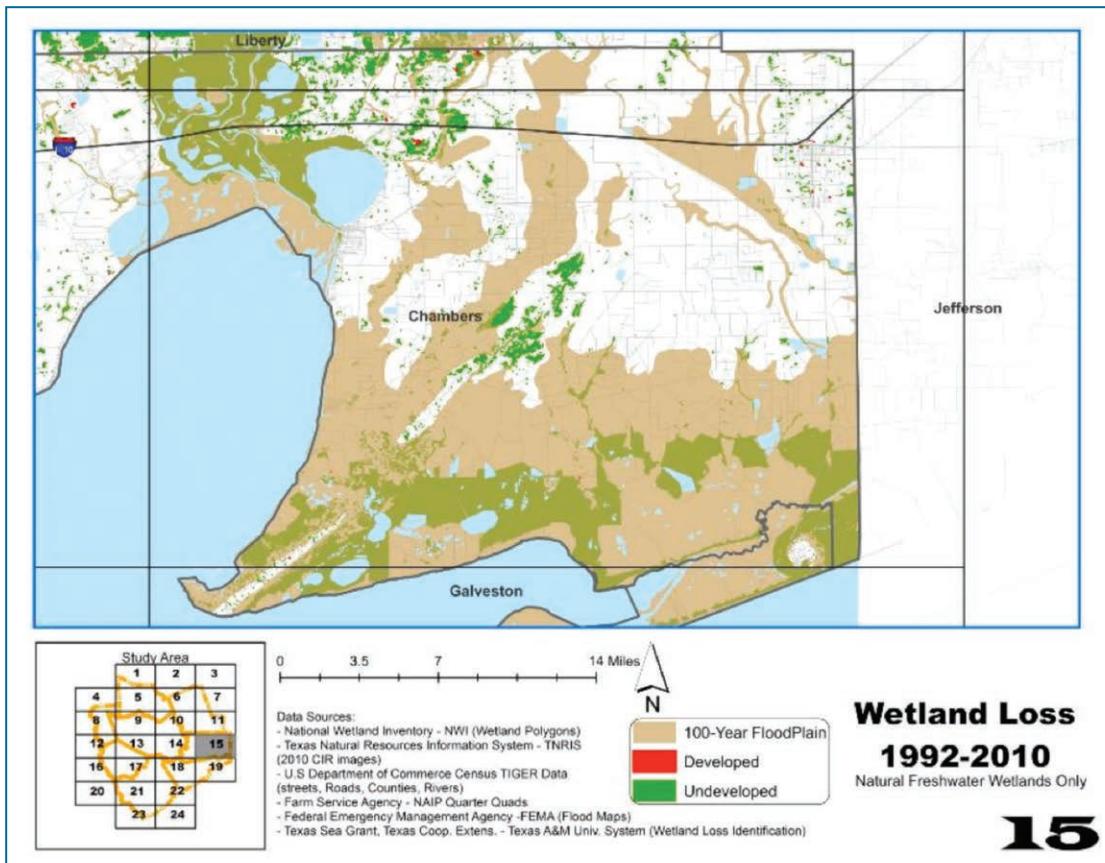 Liberty
10
Chambers
Jefferson
Galveston
Study Area
1 2 3
4 5 6 7
8 9 10 11
12 13 14 15
16 17 18 19
20 21 22
23 24
0 3.5 7 14 Miles
N
Data Sources:
- National Wetland Inventory - NWI (Wetland Polygons)
- Texas Natural Resources Information System - TNRIS
(2010 CIR images)
- U.S Department of Commerce Census TIGER Data
(streets, Roads, Counties, Rivers)
- Farm Service Agency - NAIP Quarter Quads
- Federal Emergency Management Agency -FEMA (Flood Maps)
- Texas Sea Grant, Texas Coop. Extens. - Texas A&M Univ. System (Wetland Loss Identification)
100-Year FloodPlain
Developed
Undeveloped
Wetland Loss
1992-2010
Natural Freshwater Wetlands Only
15